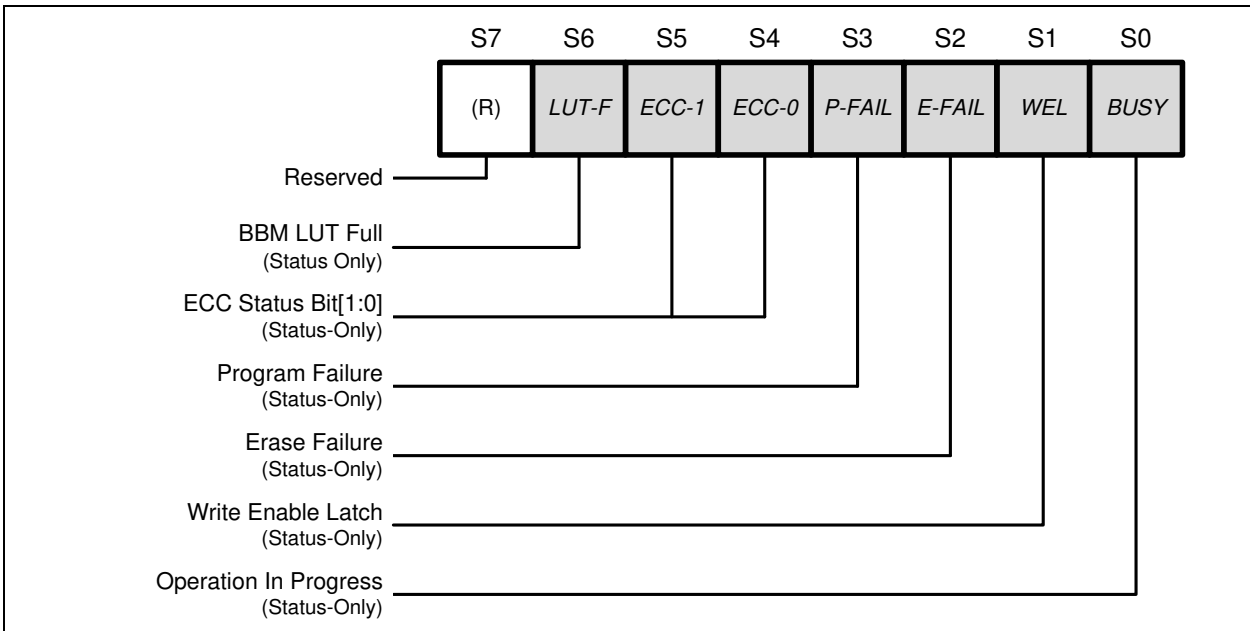 S7 S6 S5 S4 S3 S2 S1 S0
(R) LUT-F ECC-1 ECC-0 P-FAIL E-FAIL WEL BUSY
Reserved
BBM LUT Full
(Status Only)
ECC Status Bit[1:0]
(Status-Only)
Program Failure
(Status-Only)
Erase Failure
(Status-Only)
Write Enable Latch
(Status-Only)
Operation In Progress
(Status-Only)